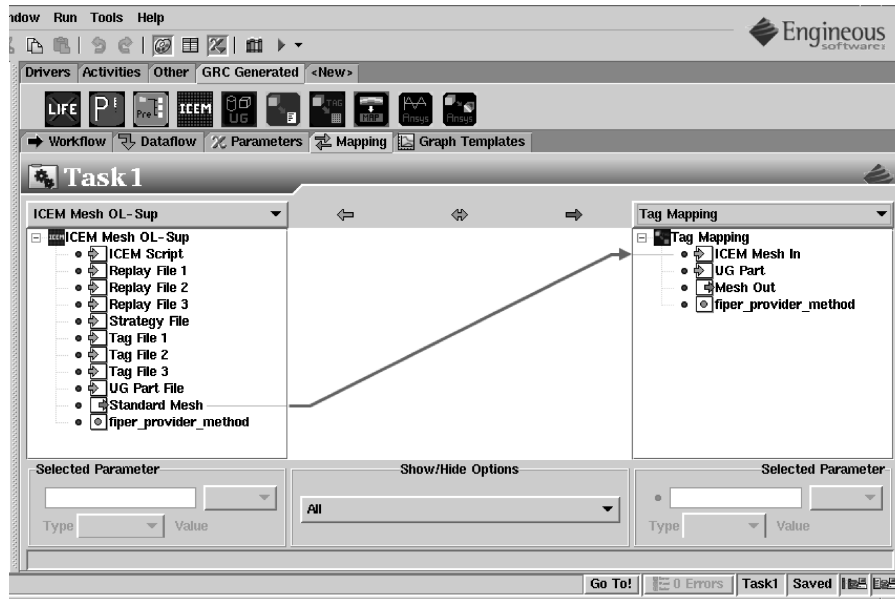 ndow Run Tools Help
Engineous
software:
Drivers Activities Other GRC Generated <New>
LIFE P Pre ICEM UG TAG MAP Ansys Ansys
Workflow Dataflow Parameters Mapping Graph Templates
Task1
ICEM Mesh OL-Sup Tag Mapping
ICEM Mesh OL-Sup
ICEM Script
Replay File 1
Replay File 2
Replay File 3
Strategy File
Tag File 1
Tag File 2
Tag File 3
UG Part File
Standard Mesh
fiper_provider_method
Tag Mapping
ICEM Mesh In
UG Part
Mesh Out
fiper_provider_method
Selected Parameter Show/Hide Options Selected Parameter
All
Type Value Type Value
Go To! 0 Errors Task1 Saved